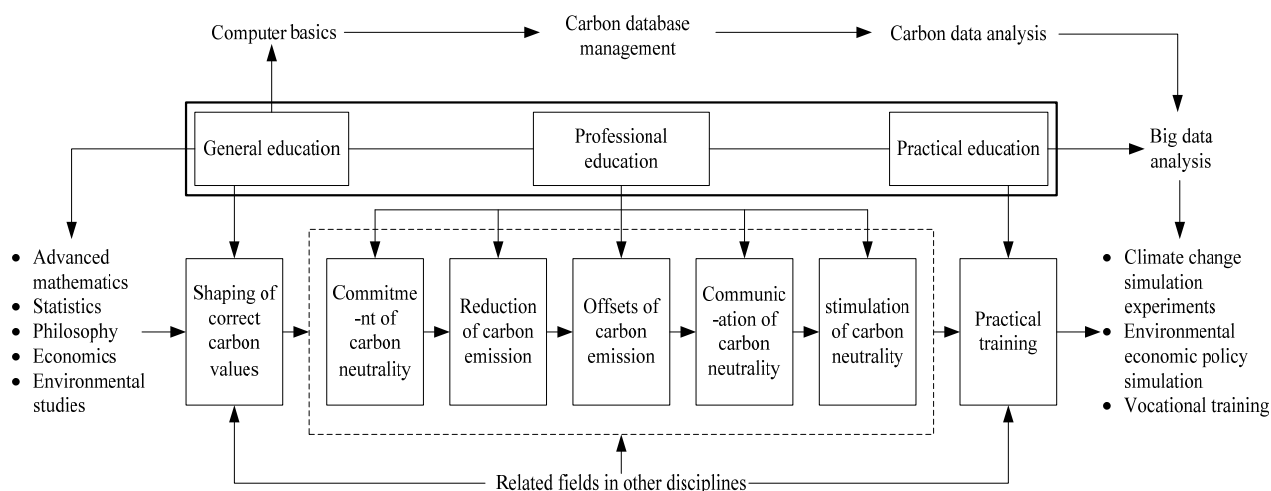 Computer basics
Carbon database
management
Carbon data analysis
General education
Professional
education
Practical education
Big data
analysis
• Advanced
mathematics
• Statistics
• Philosophy
• Economics
• Environmental
studies
Shaping of
correct
carbon
values
Commitme
-nt of
carbon
neutrality
Reduction
of carbon
emission
Offsets of
carbon
emission
Communic
-ation of
carbon
neutrality
stimulation
of carbon
neutrality
Practical
training
• Climate change
simulation
experiments
• Environmental
economic policy
simulation
• Vocational training
Related fields in other disciplines